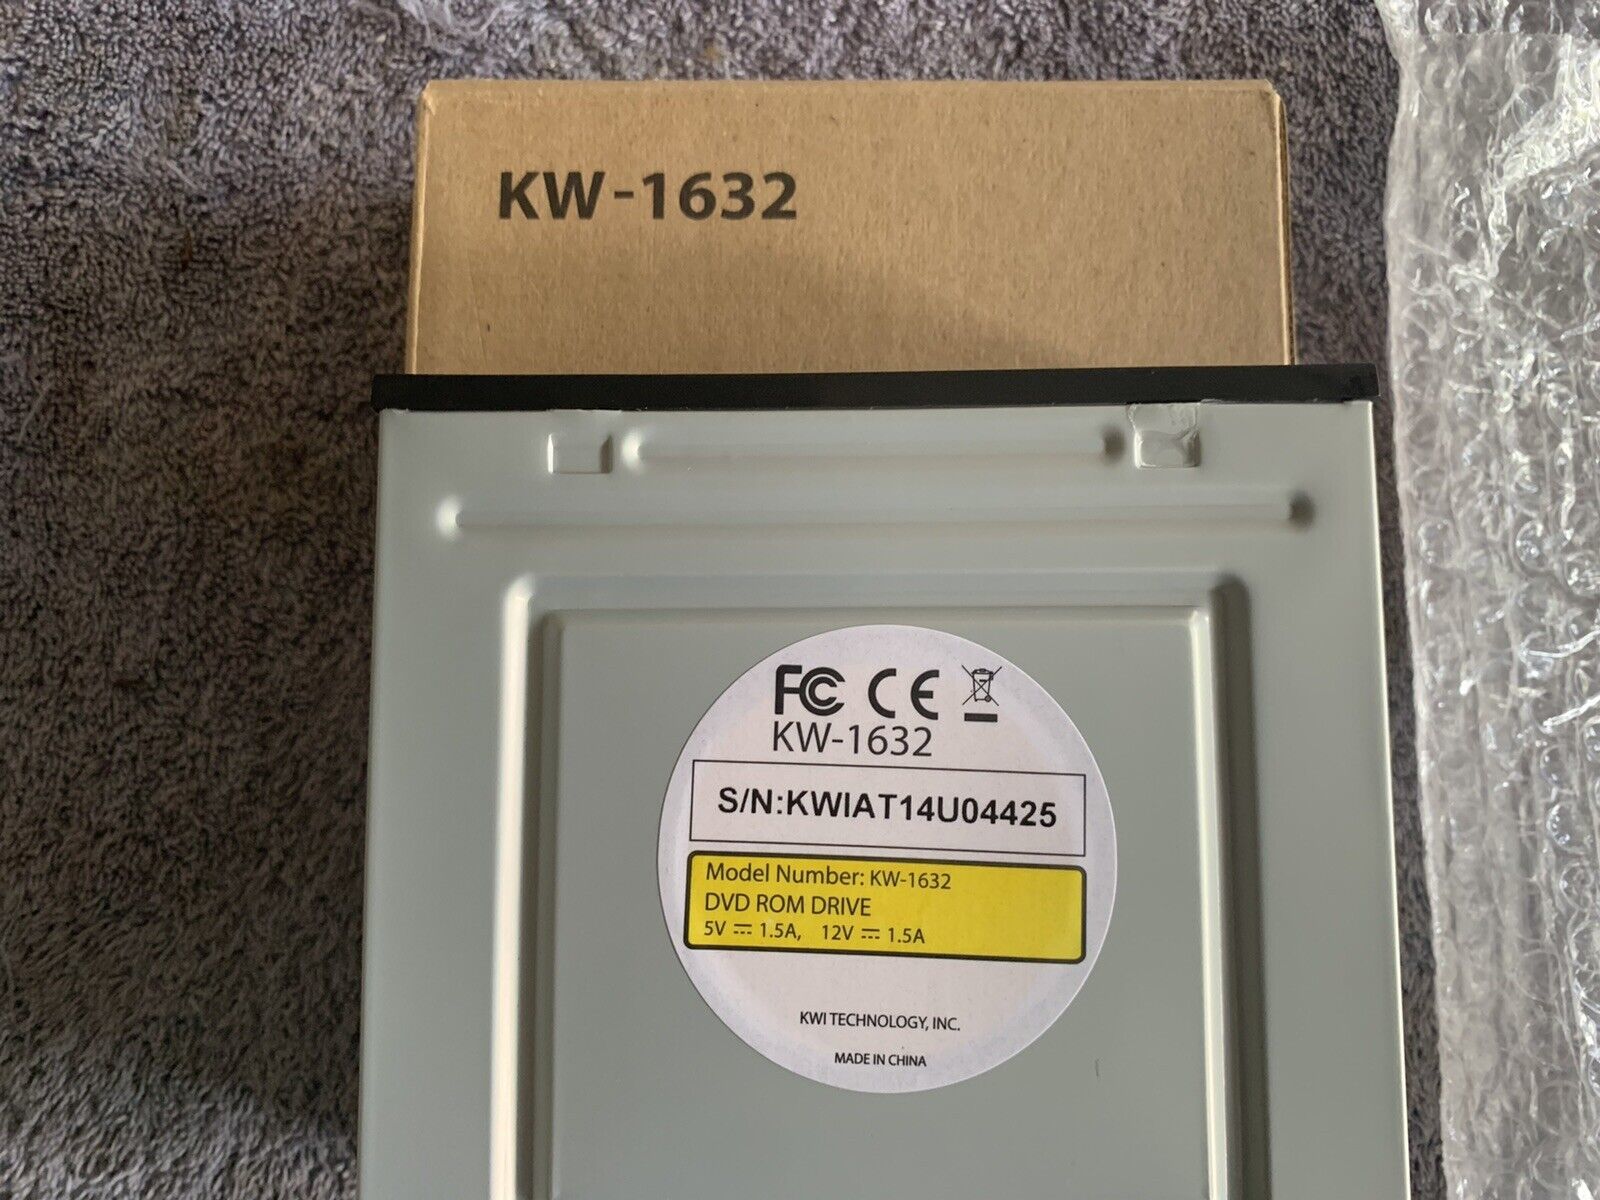 KW-1632
FC CE
KW-1632
S/N:KWIAT14U04425
Model Number: KW-1632
DVD ROM DRIVE
5V ⎓ 1.5A, 12V ⎓ 1.5A
KWI TECHNOLOGY, INC.
MADE IN CHINA